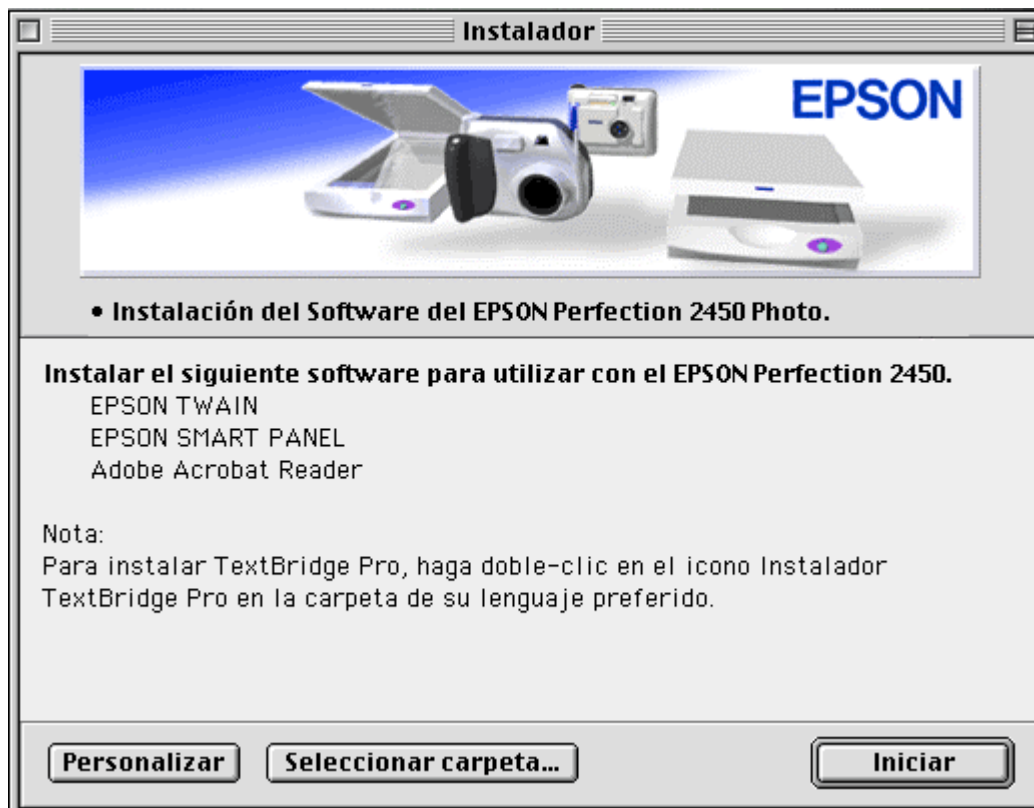 Instalador
EPSON
• Instalación del Software del EPSON Perfection 2450 Photo.
Instalar el siguiente software para utilizar con el EPSON Perfection 2450.
EPSON TWAIN
EPSON SMART PANEL
Adobe Acrobat Reader
Nota:
Para instalar TextBridge Pro, haga doble-clic en el icono Instalador
TextBridge Pro en la carpeta de su lenguaje preferido.
Personalizar
Seleccionar carpeta...
Iniciar